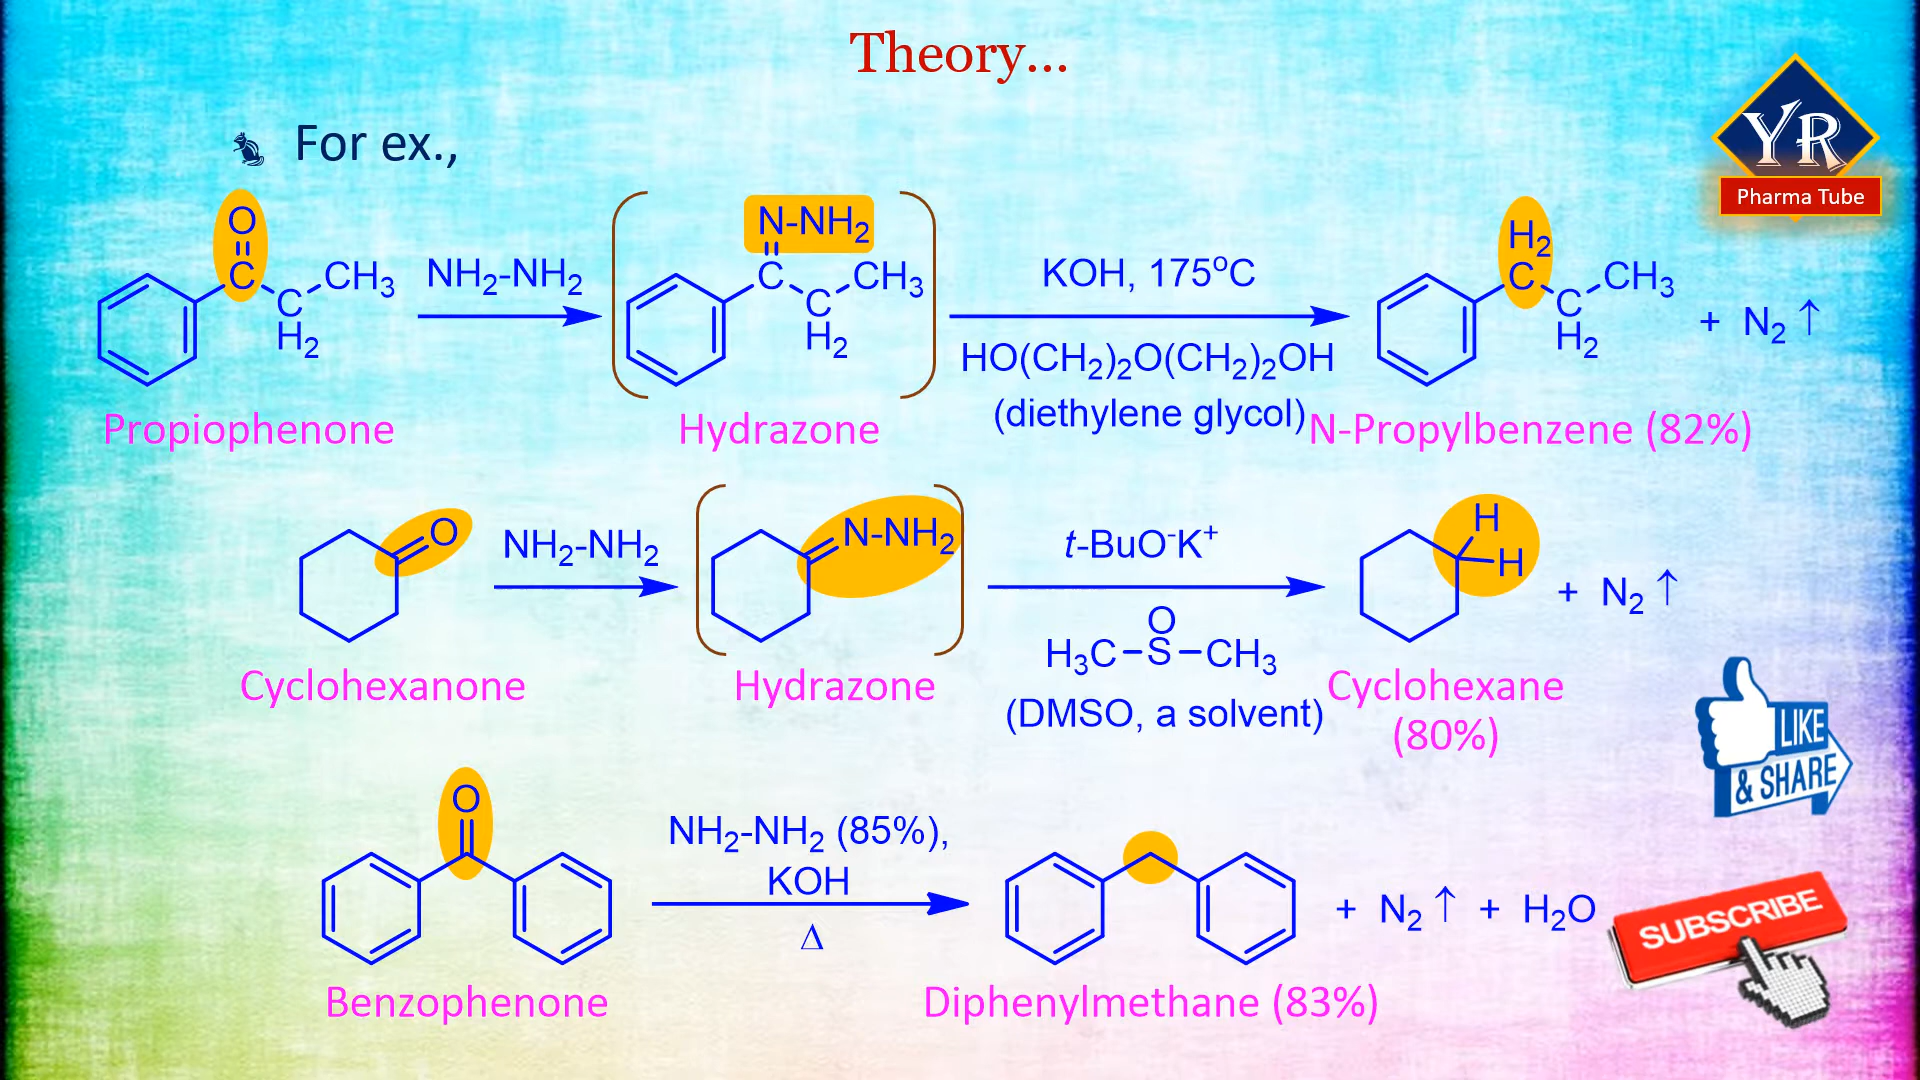 Theory...
YR
Pharma Tube
For ex.,
O
C
CH3
C
H2
NH2-NH2
N-NH2
C
CH3
C
H2
KOH, 175oC
HO(CH2)2O(CH2)2OH
(diethylene glycol)
H2
C
CH3
C
H2
+ N2 ↑
Propiophenone
Hydrazone
N-Propylbenzene (82%)
O
NH2-NH2
N-NH2
t-BuO-K+
O
H3C-S-CH3
(DMSO, a solvent)
H
H
+ N2 ↑
Cyclohexanone
Hydrazone
Cyclohexane
(80%)
LIKE
& SHARE
O
NH2-NH2 (85%),
KOH
Δ
+ N2 ↑ + H2O
Benzophenone
Diphenylmethane (83%)
SUBSCRIBE